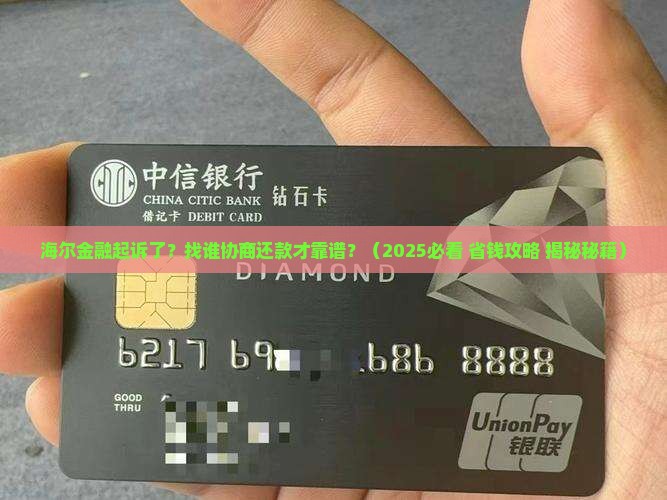 中信银行
CHINA CITIC BANK 钻石卡
借记卡 DEBIT CARD
海尔金融起诉了？找谁协商还款才靠谱？（2025必看 省钱攻略 揭秘秘籍）
DIAMOND
6217 8888
GOOD
THRU
UnionPay
银联